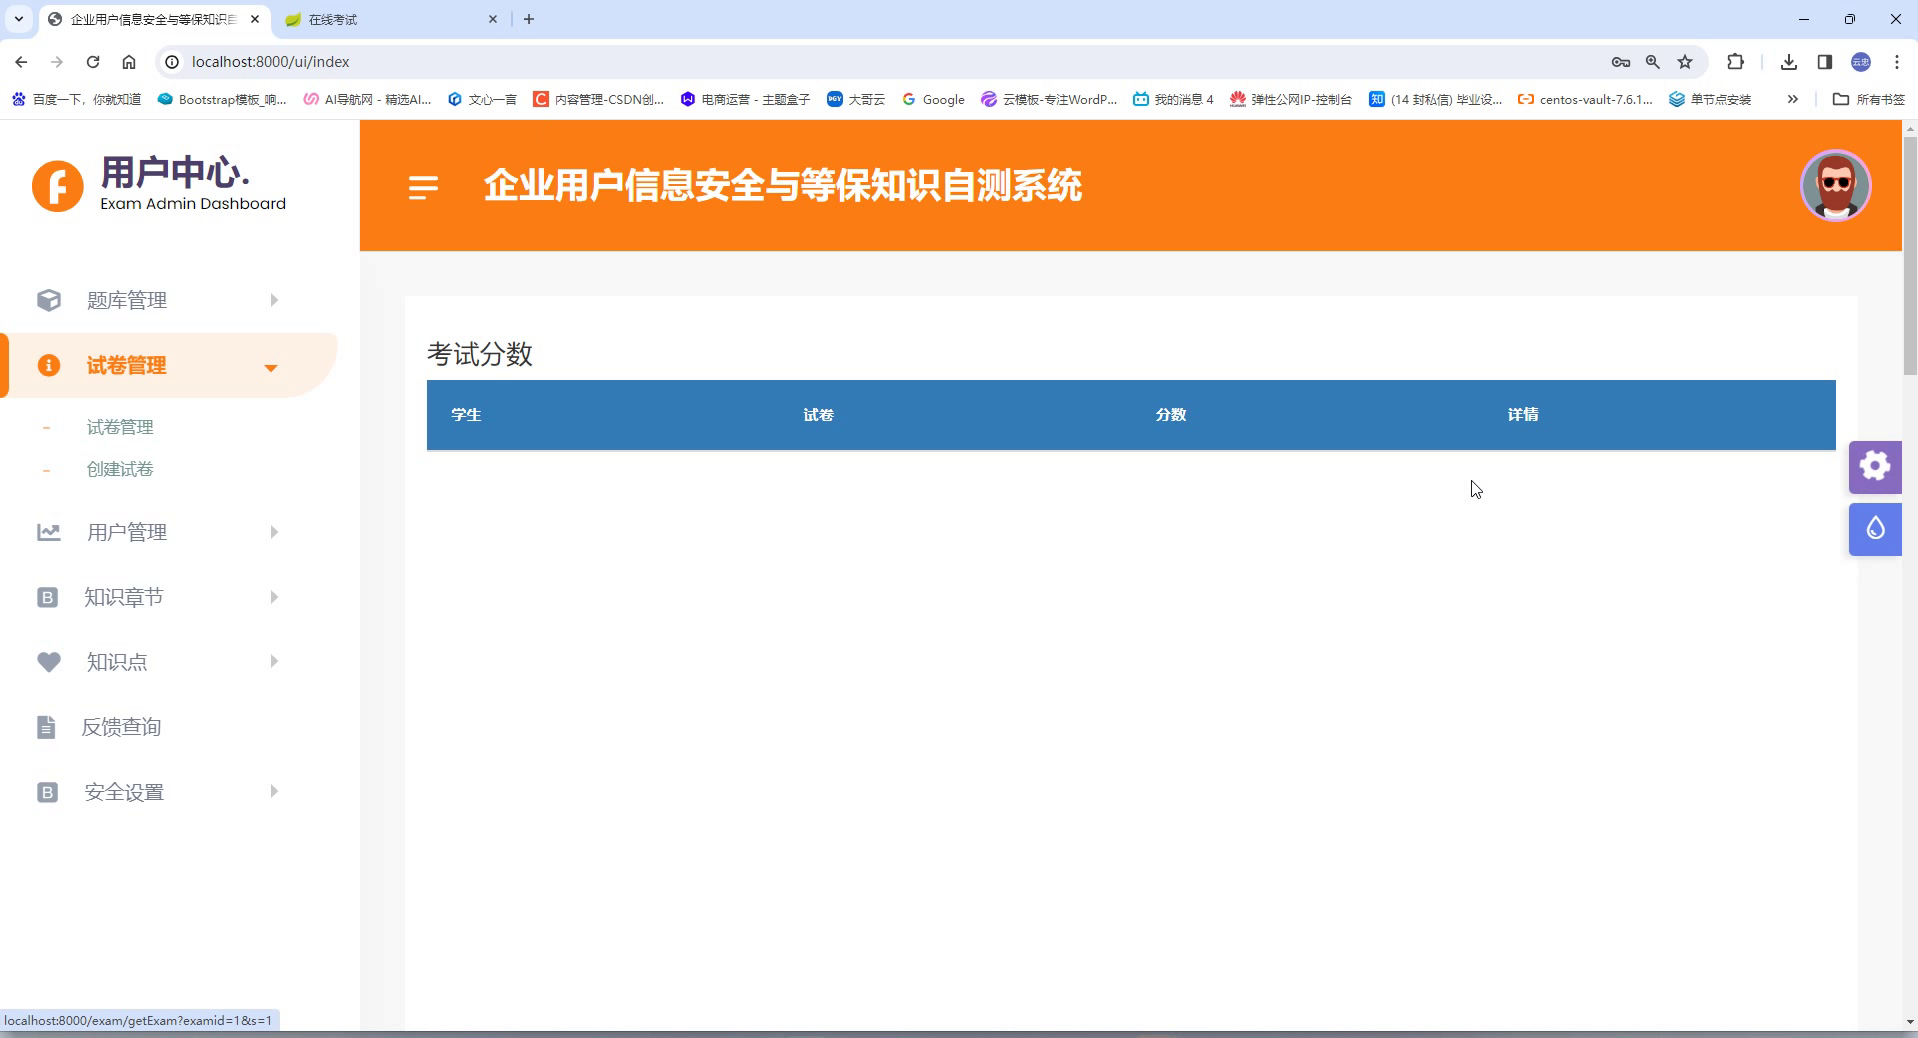 企业用户信息安全与等保知识自
在线考试
localhost:8000/ui/index
云忠
百度一下，你就知道
Bootstrap模板_响...
AI导航网 - 精选AI...
文心一言
内容管理-CSDN创...
电商运营 - 主题盒子
大哥云
Google
云模板-专注WordP...
我的消息 4
弹性公网IP-控制台
知 (14 封私信) 毕业设...
centos-vault-7.6.1...
单节点安装
所有书签
用户中心.
Exam Admin Dashboard
企业用户信息安全与等保知识自测系统
题库管理
试卷管理
- 试卷管理
- 创建试卷
用户管理
知识章节
知识点
反馈查询
安全设置
考试分数
学生 试卷 分数 详情
localhost:8000/exam/getExam?examid=1&s=1